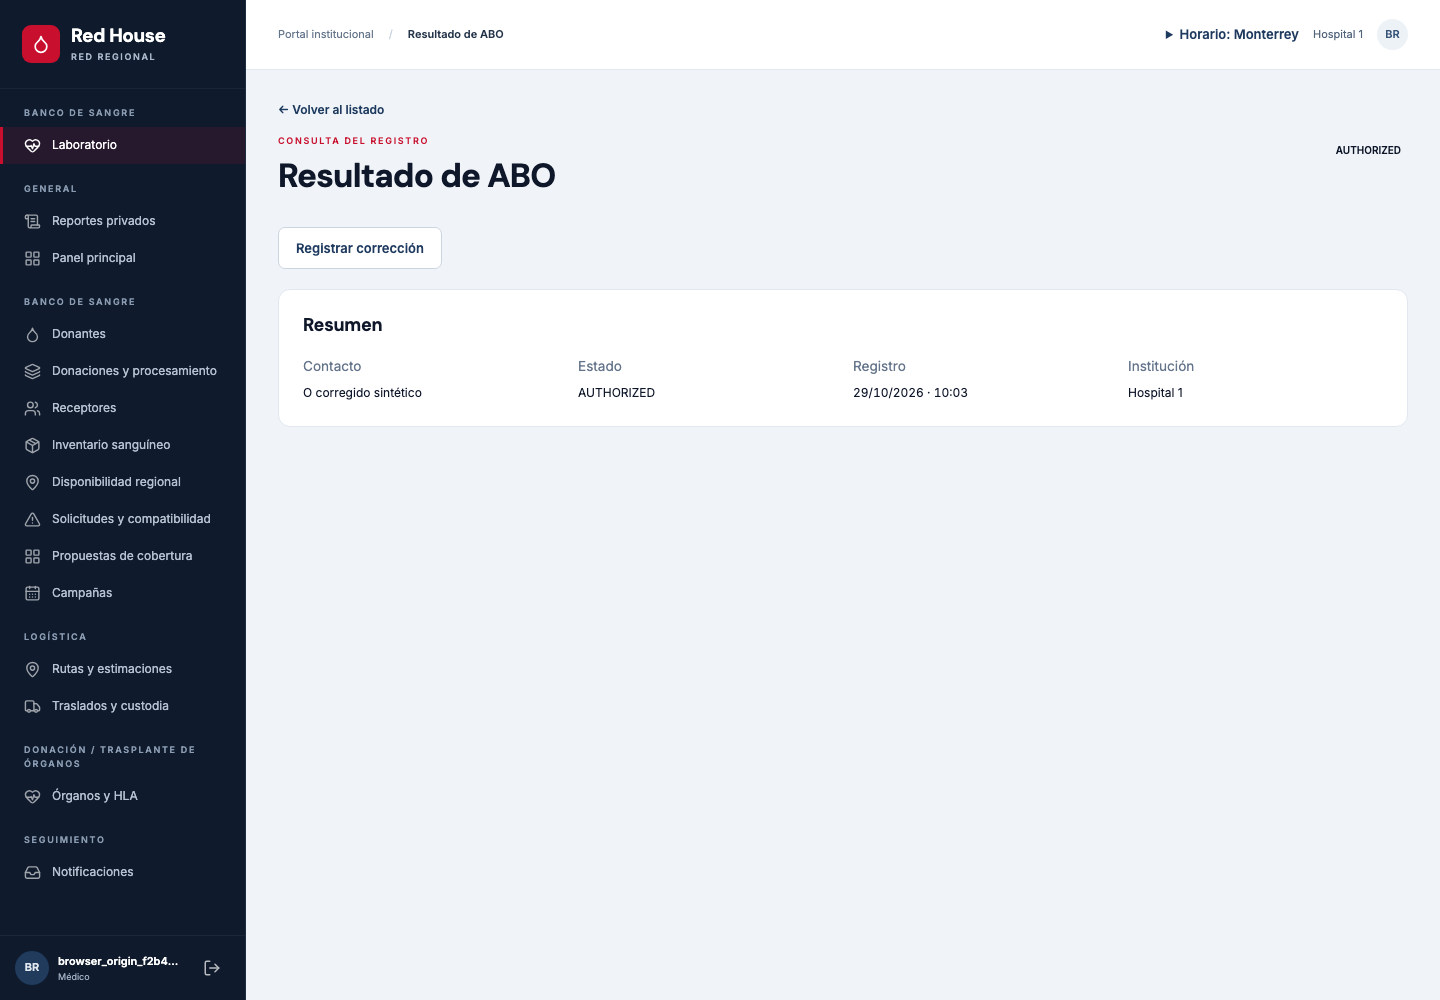 Red House
RED REGIONAL
BANCO DE SANGRE
Laboratorio
GENERAL
Reportes privados
Panel principal
BANCO DE SANGRE
Donantes
Donaciones y procesamiento
Receptores
Inventario sanguíneo
Disponibilidad regional
Solicitudes y compatibilidad
Propuestas de cobertura
Campañas
LOGÍSTICA
Rutas y estimaciones
Traslados y custodia
DONACIÓN / TRASPLANTE DE
ÓRGANOS
Órganos y HLA
SEGUIMIENTO
Notificaciones
BR
browser_origin_f2b4...
Médico
Portal institucional / Resultado de ABO
Horario: Monterrey Hospital 1 BR
← Volver al listado
CONSULTA DEL REGISTRO
Resultado de ABO
AUTHORIZED
Registrar corrección
Resumen
Contacto Estado Registro Institución
O corregido sintético AUTHORIZED 29/10/2026 · 10:03 Hospital 1